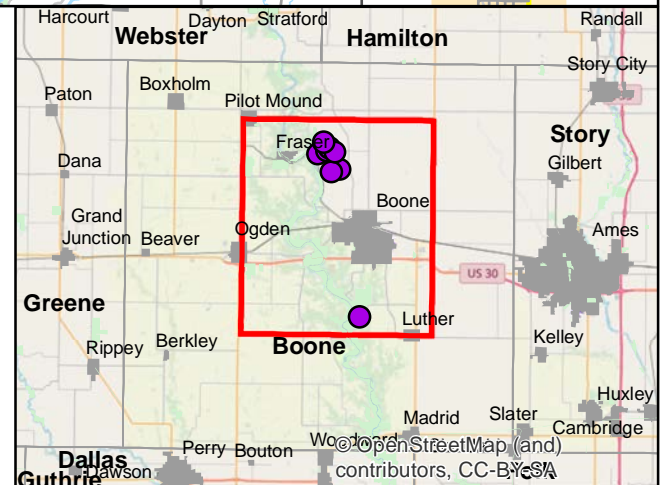 Harcourt
Dayton
Stratford
Randall
Webster
Hamilton
Story City
Boxholm
Paton
Pilot Mound
Story
Fraser
Gilbert
Dana
Boone
Grand
Junction
Beaver
Ogden
Ames
US 30
Greene
Luther
Boone
Rippey
Berkley
Kelley
Huxley
Madrid
Slater
Cambridge
Perry
Bouton
Dallas
Dawson
Guthrie
© OpenStreetMap (and)
contributors, CC-BY-SA